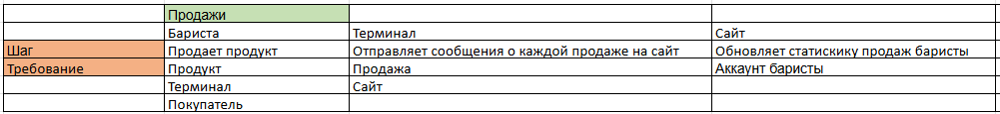 Продажи
Бариста Терминал Сайт
Шаг Продает продукт Отправляет сообщения о каждой продаже на сайт Обновляет статискику продаж баристы
Требование Продукт Продажа Аккаунт баристы
Терминал Сайт
Покупатель